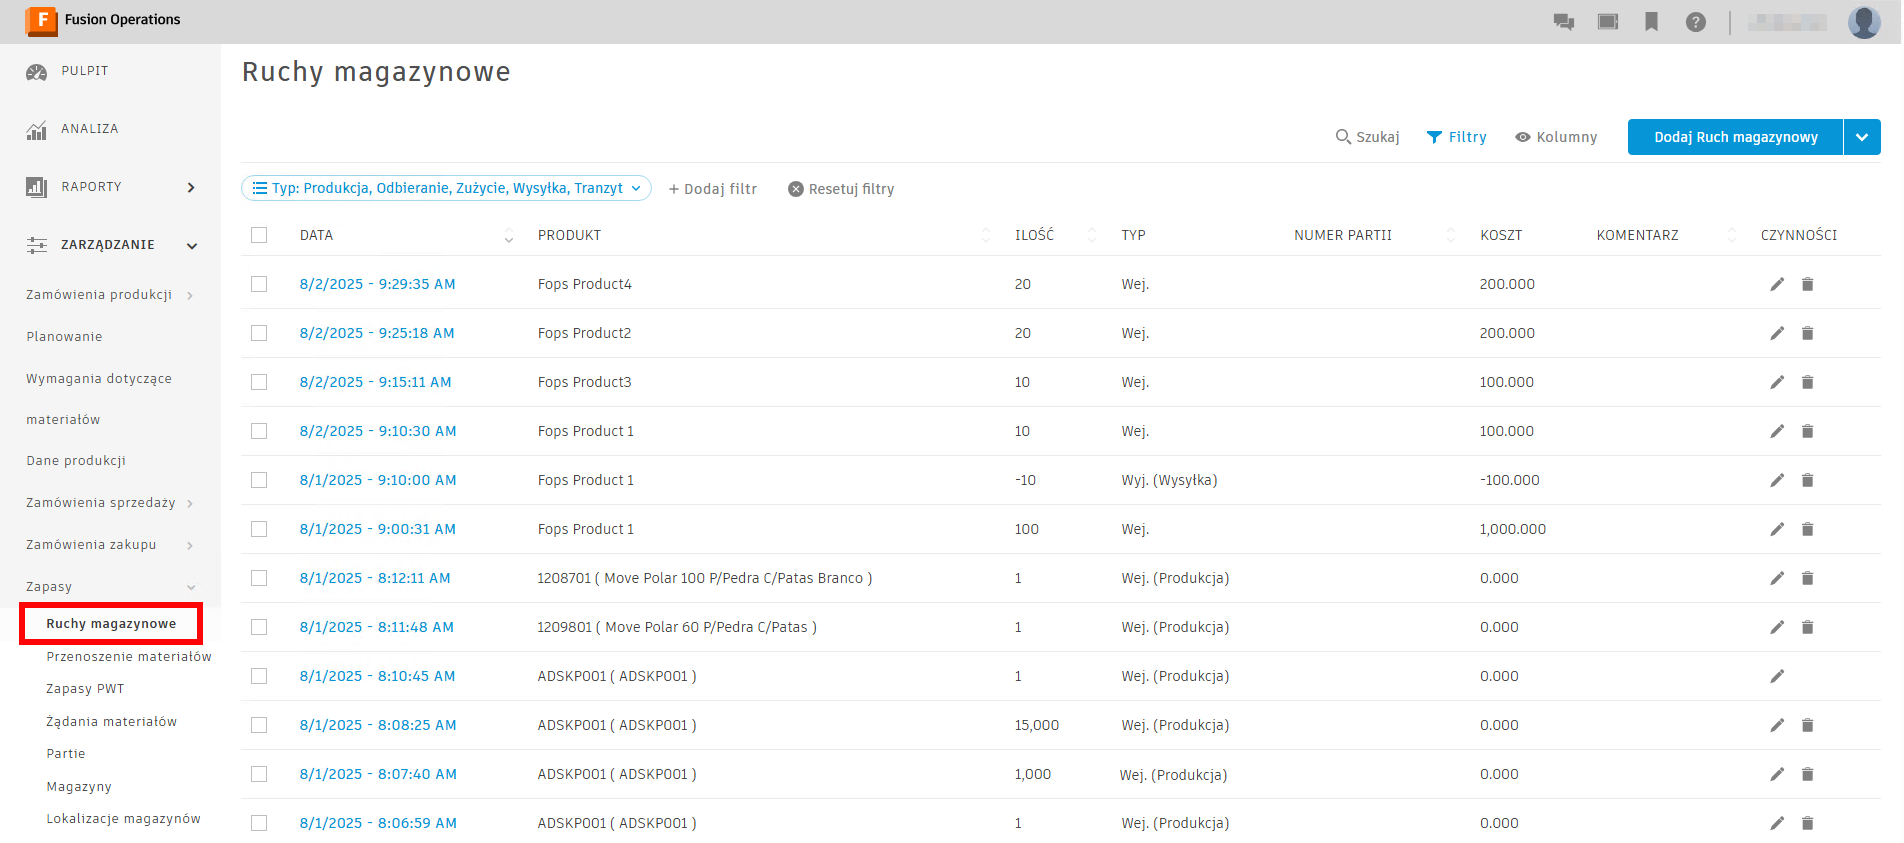 F Fusion Operations
PULPIT
ANALIZA
RAPORTY
ZARZĄDZANIE
Zamówienia produkcji
Planowanie
Wymagania dotyczące
materiałów
Dane produkcji
Zamówienia sprzedaży
Zamówienia zakupu
Zapasy
Ruchy magazynowe
Przenoszenie materiałów
Zapasy PWT
Żądania materiałów
Partie
Magazyny
Lokalizacje magazynów
Ruchy magazynowe
Szukaj Filtry Kolumny Dodaj Ruch magazynowy
Typ: Produkcja, Odbieranie, Zużycie, Wysyłka, Tranzyt + Dodaj filtr Resetuj filtry
DATA PRODUKT ILOŚĆ TYP NUMER PARTII KOSZT KOMENTARZ CZYNNOŚCI
8/2/2025 - 9:29:35 AM Fops Product4 20 Wej. 200.000
8/2/2025 - 9:25:18 AM Fops Product2 20 Wej. 200.000
8/2/2025 - 9:15:11 AM Fops Product3 10 Wej. 100.000
8/2/2025 - 9:10:30 AM Fops Product 1 10 Wej. 100.000
8/1/2025 - 9:10:00 AM Fops Product 1 -10 Wyj. (Wysyłka) -100.000
8/1/2025 - 9:00:31 AM Fops Product 1 100 Wej. 1,000.000
8/1/2025 - 8:12:11 AM 1208701 ( Move Polar 100 P/Pedra C/Patas Branco ) 1 Wej. (Produkcja) 0.000
8/1/2025 - 8:11:48 AM 1209801 ( Move Polar 60 P/Pedra C/Patas ) 1 Wej. (Produkcja) 0.000
8/1/2025 - 8:10:45 AM ADSKP001 ( ADSKP001 ) 1 Wej. (Produkcja) 0.000
8/1/2025 - 8:08:25 AM ADSKP001 ( ADSKP001 ) 15,000 Wej. (Produkcja) 0.000
8/1/2025 - 8:07:40 AM ADSKP001 ( ADSKP001 ) 1,000 Wej. (Produkcja) 0.000
8/1/2025 - 8:06:59 AM ADSKP001 ( ADSKP001 ) 1 Wej. (Produkcja) 0.000